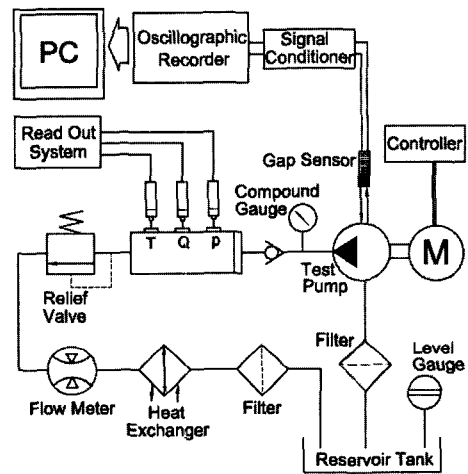 PC
Oscillographic
Recorder
Signal
Conditioner
Read Out
System
Gap Sensor
Controller
Compound
Gauge
T Q P
M
Test
Pump
Relief
Valve
Filter
Level
Gauge
Flow Meter
Heat
Exchanger
Filter
Reservoir Tank